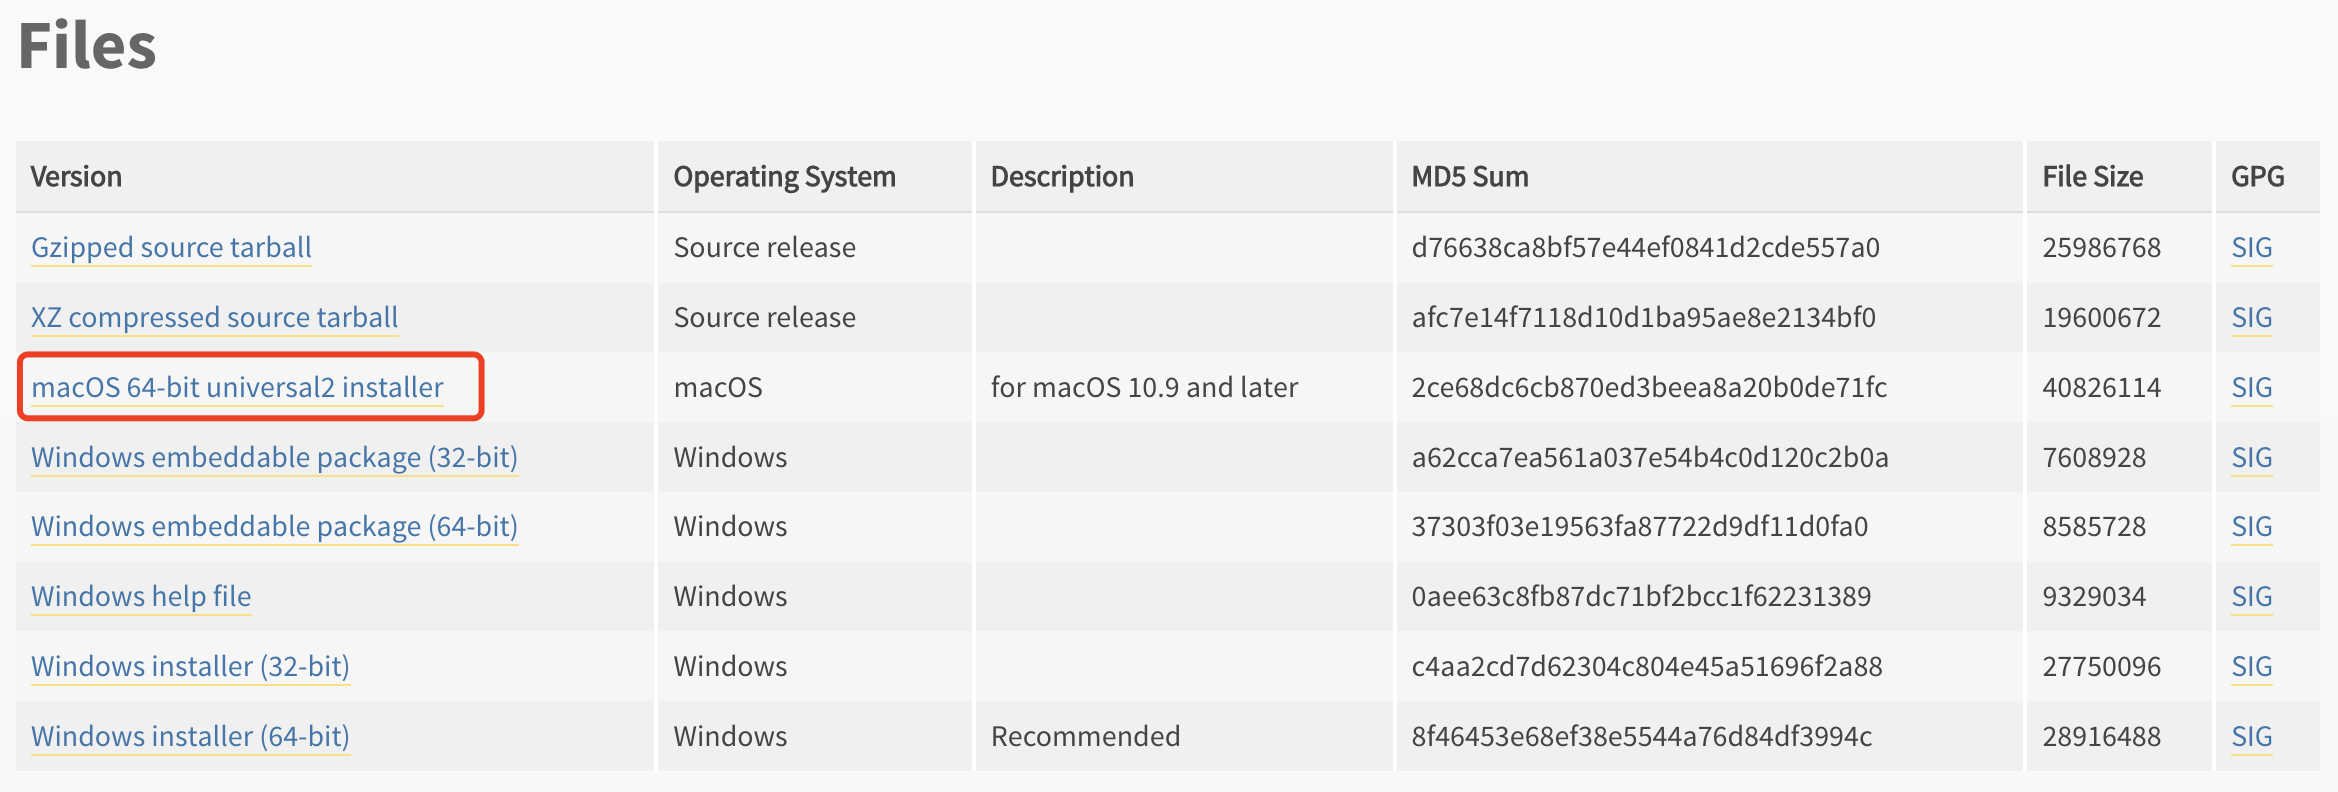 Files
Version Operating System Description MD5 Sum File Size GPG
Gzipped source tarball Source release d76638ca8bf57e44ef0841d2cde557a0 25986768 SIG
XZ compressed source tarball Source release afc7e14f7118d10d1ba95ae8e2134bf0 19600672 SIG
macOS 64-bit universal2 installer macOS for macOS 10.9 and later 2ce68dc6cb870ed3beea8a20b0de71fc 40826114 SIG
Windows embeddable package (32-bit) Windows a62cca7ea561a037e54b4c0d120c2b0a 7608928 SIG
Windows embeddable package (64-bit) Windows 37303f03e19563fa87722d9df11d0fa0 8585728 SIG
Windows help file Windows 0aee63c8fb87dc71bf2bcc1f62231389 9329034 SIG
Windows installer (32-bit) Windows c4aa2cd7d62304c804e45a51696f2a88 27750096 SIG
Windows installer (64-bit) Windows Recommended 8f46453e68ef38e5544a76d84df3994c 28916488 SIG